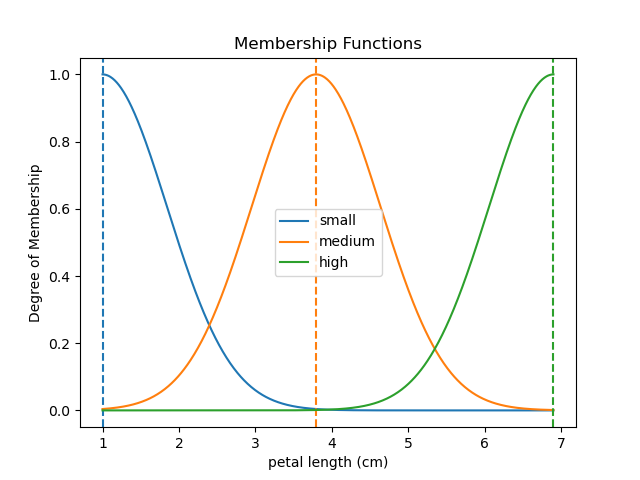 Membership Functions
1.0
0.8
0.6
0.4
0.2
0.0
Degree of Membership
small
medium
high
1 2 3 4 5 6 7
petal length (cm)